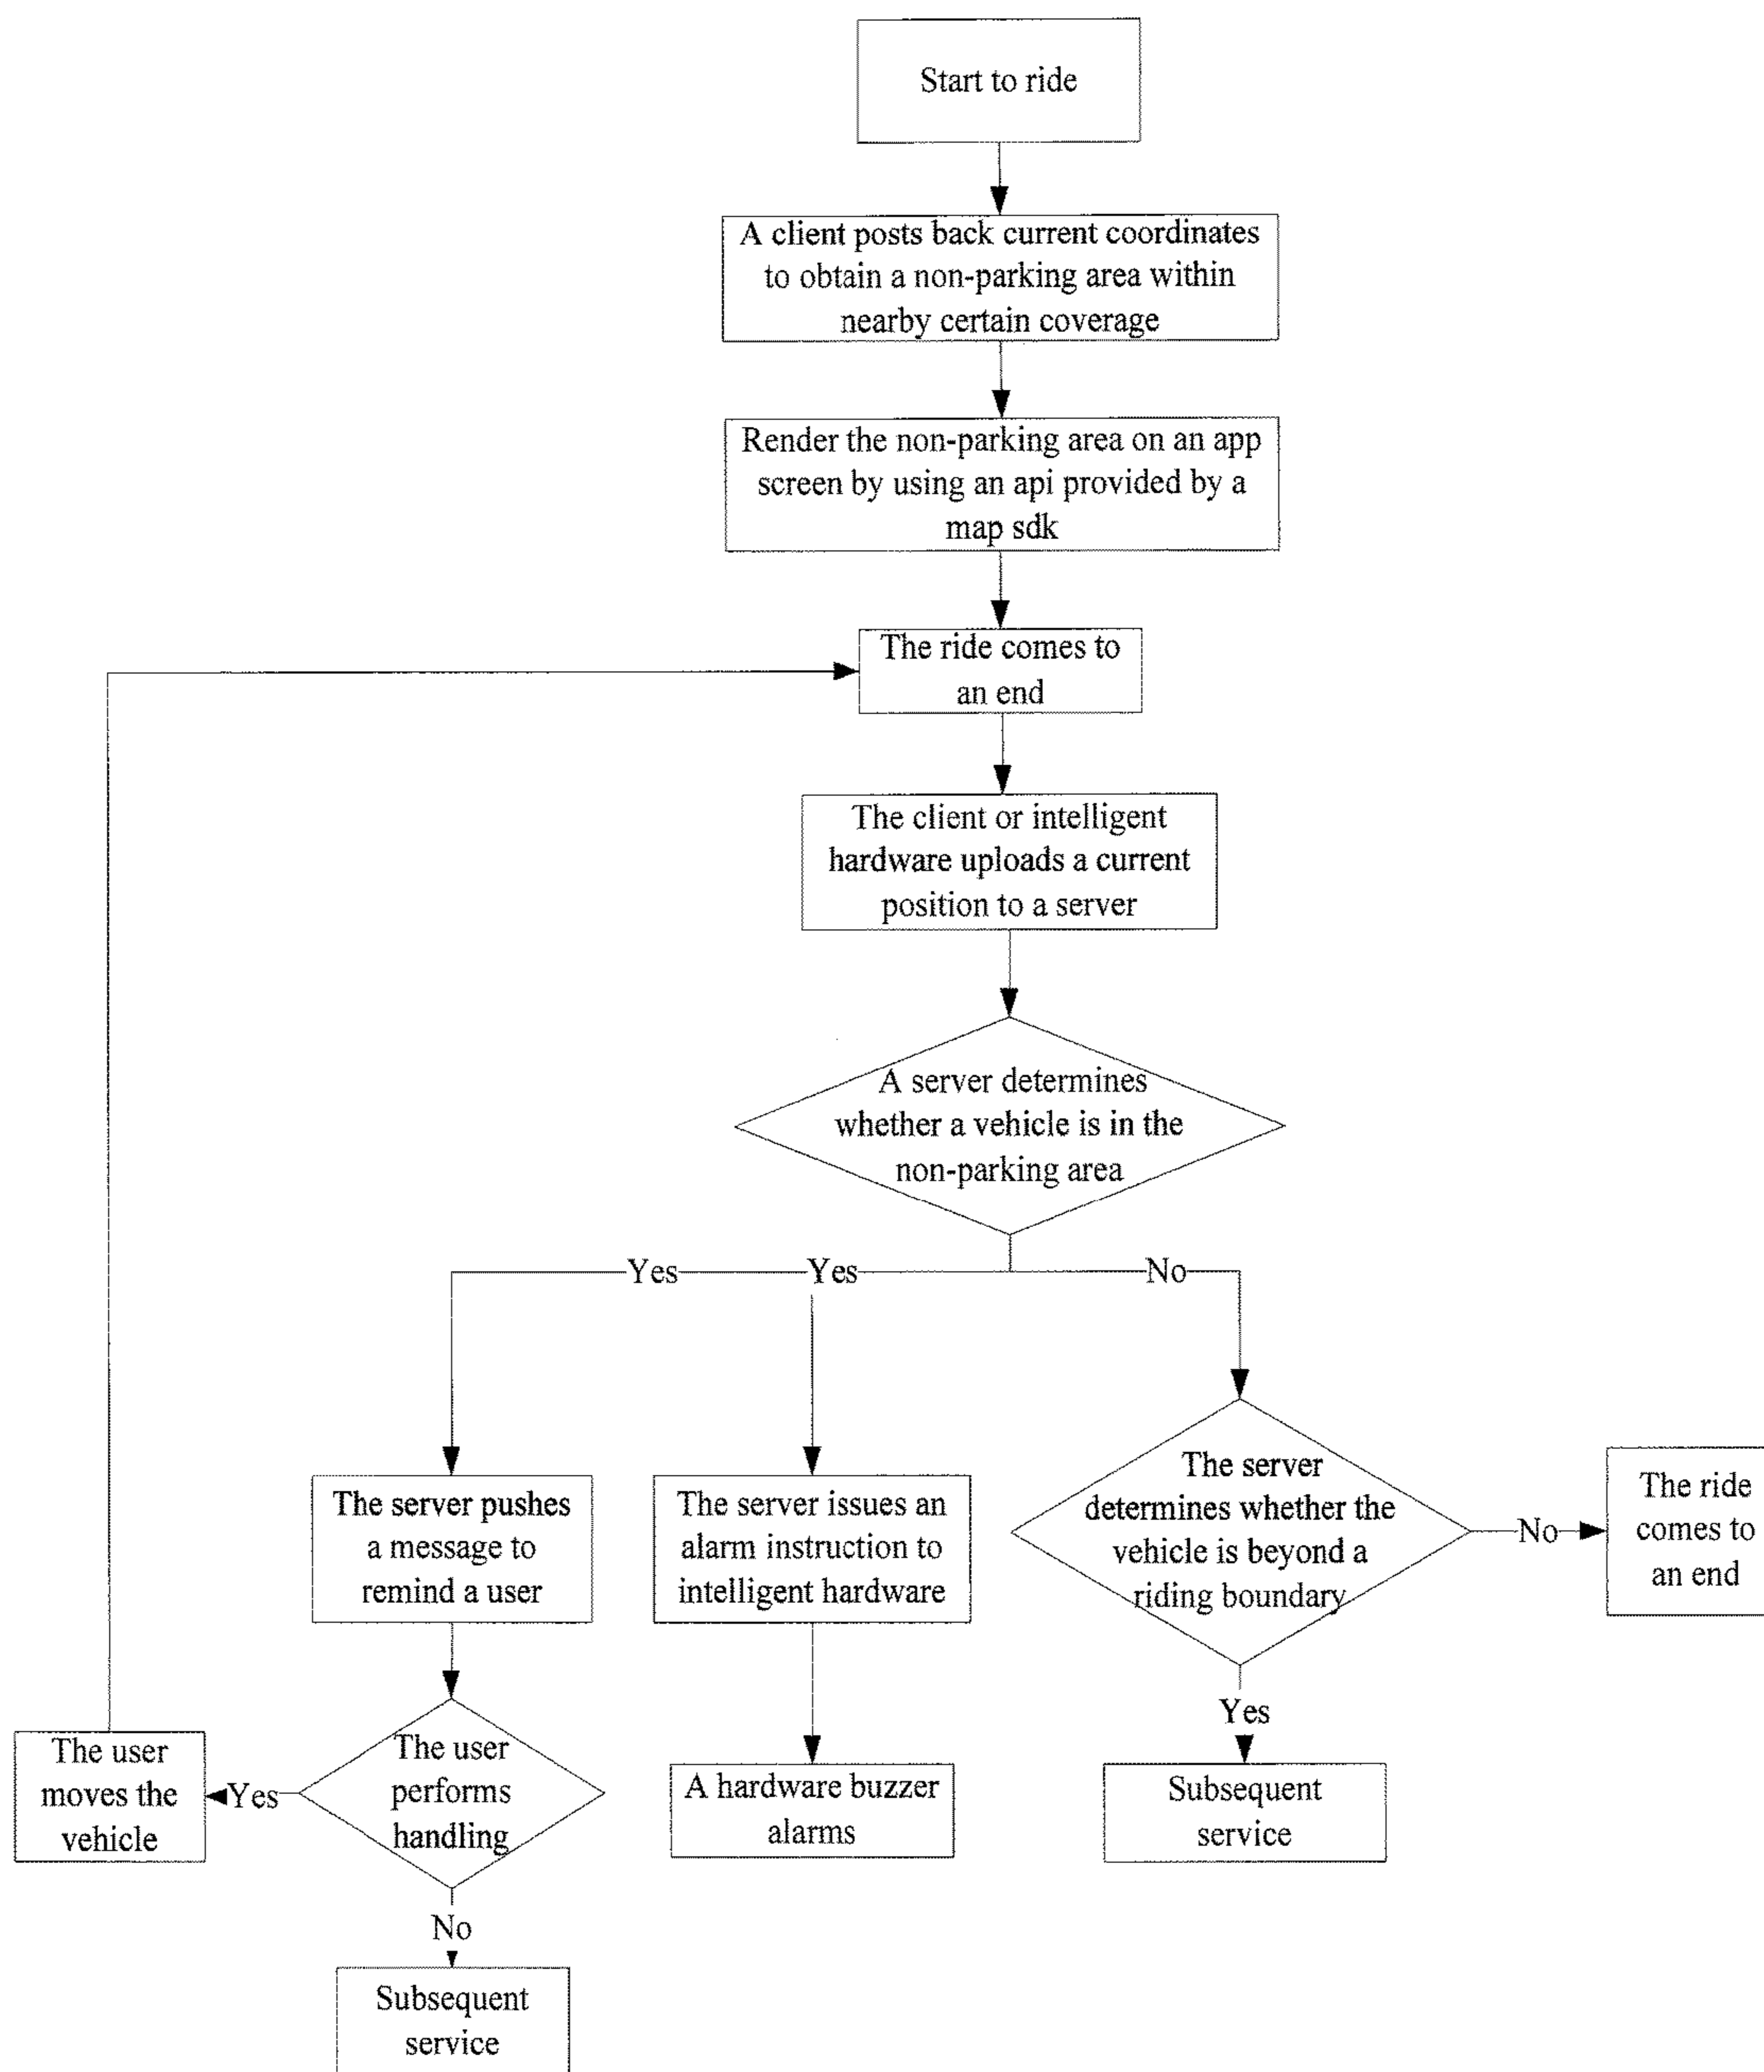 Start to ride
A client posts back current coordinates
to obtain a non-parking area within
nearby certain coverage
Render the non-parking area on an app
screen by using an api provided by a
map sdk
The ride comes to
an end
The client or intelligent
hardware uploads a current
position to a server
A server determines
whether a vehicle is in the
non-parking area
Yes
Yes
No
The server pushes
a message to
remind a user
The server issues an
alarm instruction to
intelligent hardware
The server
determines whether the
vehicle is beyond a
riding boundary
No
The ride
comes to
an end
Yes
The user
moves the
vehicle
Yes
The user
performs
handling
A hardware buzzer
alarms
Subsequent
service
No
Subsequent
service